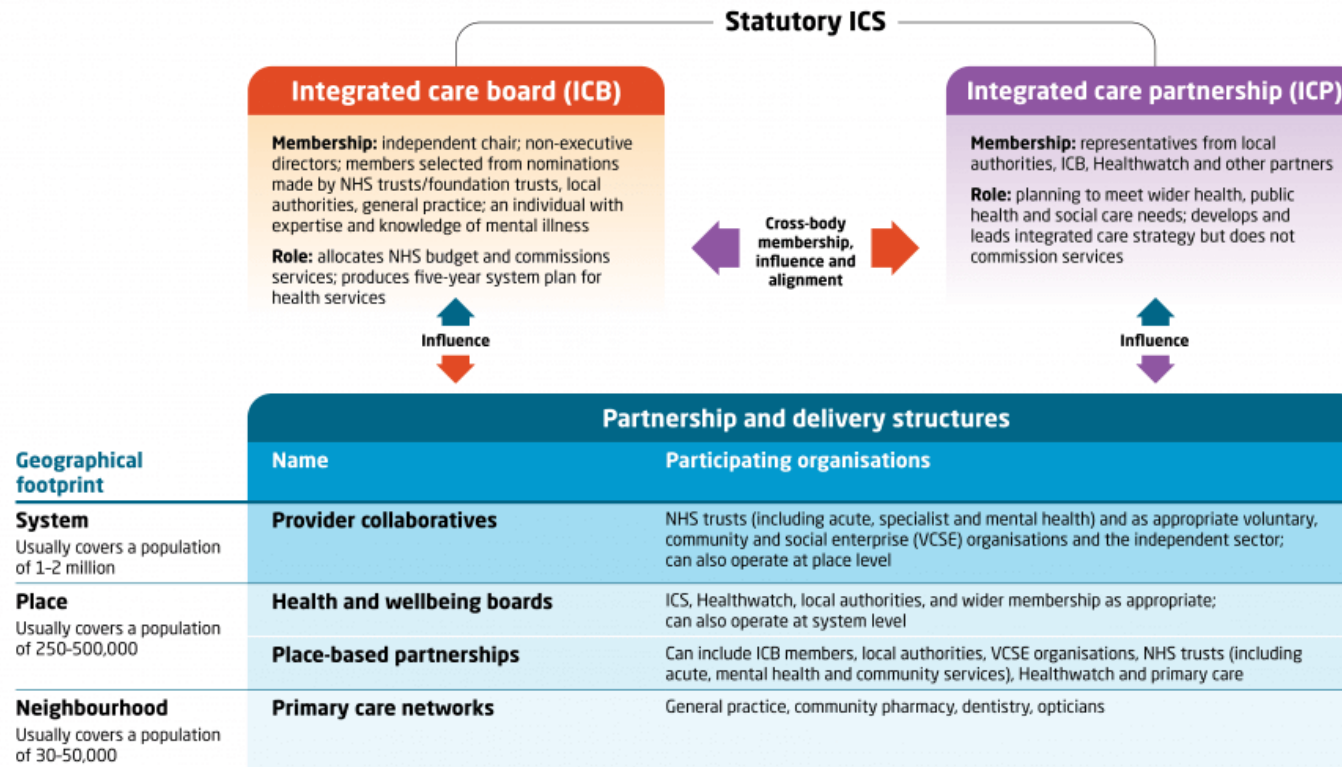 Statutory ICS
Integrated care board (ICB)
Membership: independent chair; non-executive
directors; members selected from nominations
made by NHS trusts/foundation trusts, local
authorities, general practice; an individual with
expertise and knowledge of mental illness
Role: allocates NHS budget and commissions
services; produces five-year system plan for
health services
Cross-body
membership,
influence and
alignment
Integrated care partnership (ICP)
Membership: representatives from local
authorities, ICB, Healthwatch and other partners
Role: planning to meet wider health, public
health and social care needs; develops and
leads integrated care strategy but does not
commission services
Influence
Influence
Partnership and delivery structures
Geographical
footprint
Name
Participating organisations
System
Usually covers a population
of 1–2 million
Provider collaboratives
NHS trusts (including acute, specialist and mental health) and as appropriate voluntary,
community and social enterprise (VCSE) organisations and the independent sector;
can also operate at place level
Place
Usually covers a population
of 250–500,000
Health and wellbeing boards
ICS, Healthwatch, local authorities, and wider membership as appropriate;
can also operate at system level
Place-based partnerships
Can include ICB members, local authorities, VCSE organisations, NHS trusts (including
acute, mental health and community services), Healthwatch and primary care
Neighbourhood
Usually covers a population
of 30–50,000
Primary care networks
General practice, community pharmacy, dentistry, opticians